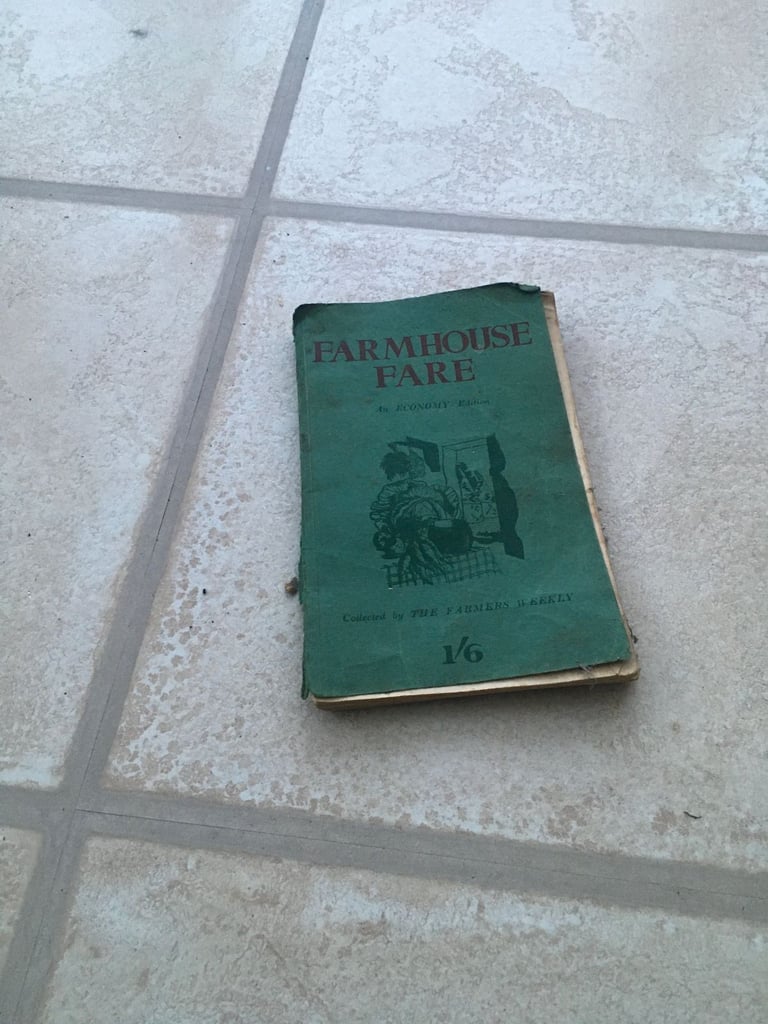 FARMHOUSE
FARE
An ECONOMY Edition
Collected by THE FARMERS WEEKLY
1/6